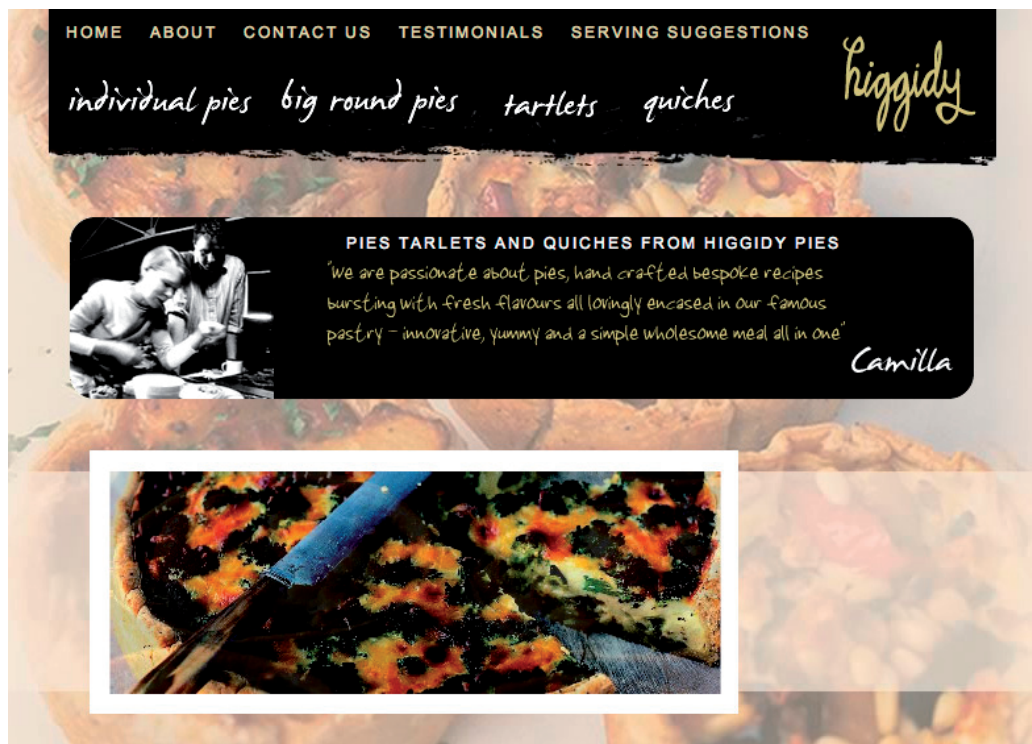 HOME ABOUT CONTACT US TESTIMONIALS SERVING SUGGESTIONS
higgidy
individual pies big round pies tartlets quiches
PIES TARLETS AND QUICHES FROM HIGGIDY PIES
"We are passionate about pies, hand crafted bespoke recipes
bursting with fresh flavours all lovingly encased in our famous
pastry - innovative, yummy and a simple wholesome meal all in one"
Camilla